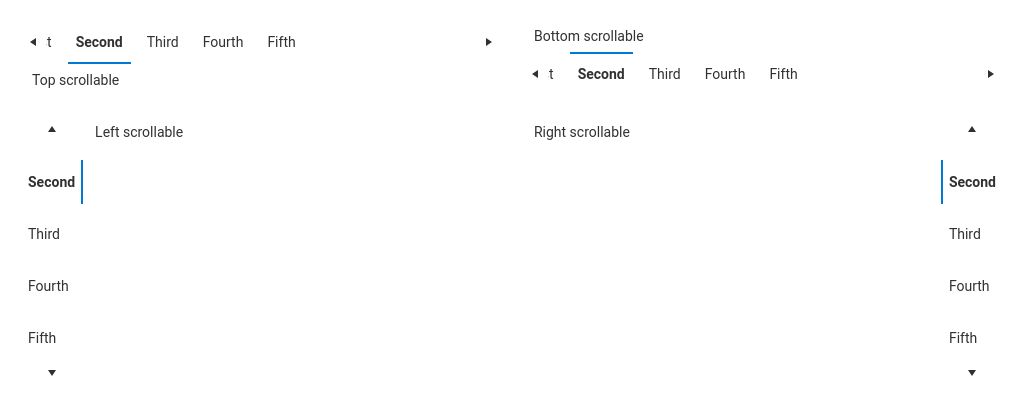 t Second Third Fourth Fifth
Top scrollable
Bottom scrollable
t Second Third Fourth Fifth
Left scrollable
Second
Third
Fourth
Fifth
Right scrollable
Second
Third
Fourth
Fifth